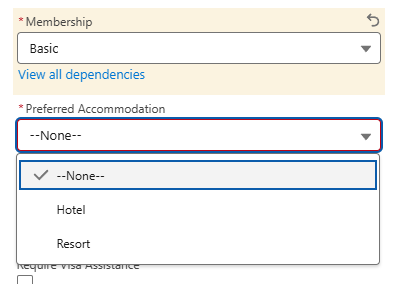 * Membership
Basic
View all dependencies
* Preferred Accommodation
--None--
--None--
Hotel
Resort
Require Visa Assistance